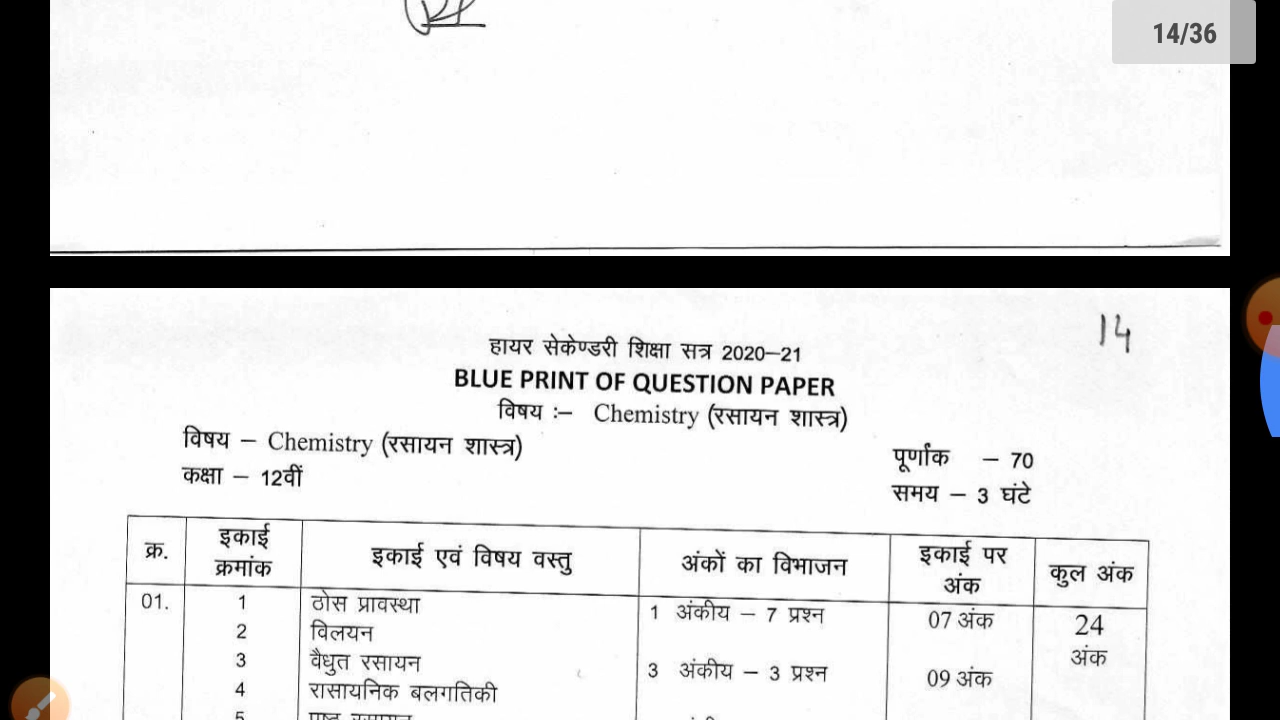 14/36
14
हायर सेकेण्डरी शिक्षा सत्र 2020–21
BLUE PRINT OF QUESTION PAPER
विषय :– Chemistry (रसायन शास्त्र)
विषय – Chemistry (रसायन शास्त्र)
पूर्णांक – 70
कक्षा – 12वीं
समय – 3 घंटे
क्र. इकाई क्रमांक इकाई एवं विषय वस्तु अंकों का विभाजन इकाई पर अंक कुल अंक
01. 1 ठोस प्रावस्था 1 अंकीय – 7 प्रश्न 07 अंक 24 अंक
2 विलयन
3 वैधुत रसायन 3 अंकीय – 3 प्रश्न 09 अंक
4 रासायनिक बलगतिकी